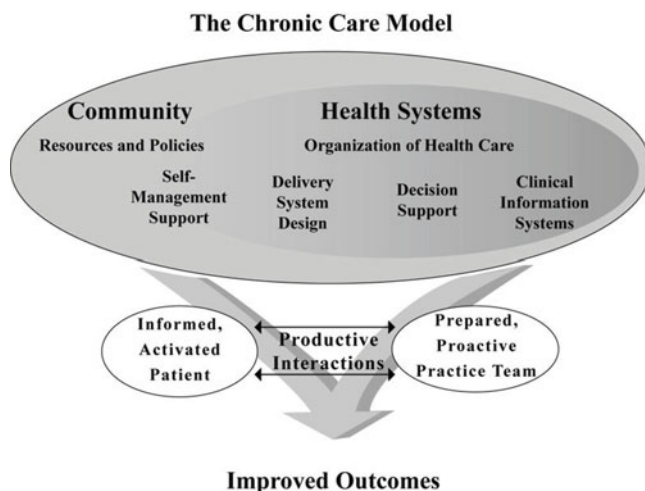 The Chronic Care Model
Community
Health Systems
Resources and Policies
Organization of Health Care
Self-
Management
Support
Delivery
System
Design
Decision
Support
Clinical
Information
Systems
Informed,
Activated
Patient
Productive
Interactions
Prepared,
Proactive
Practice Team
Improved Outcomes